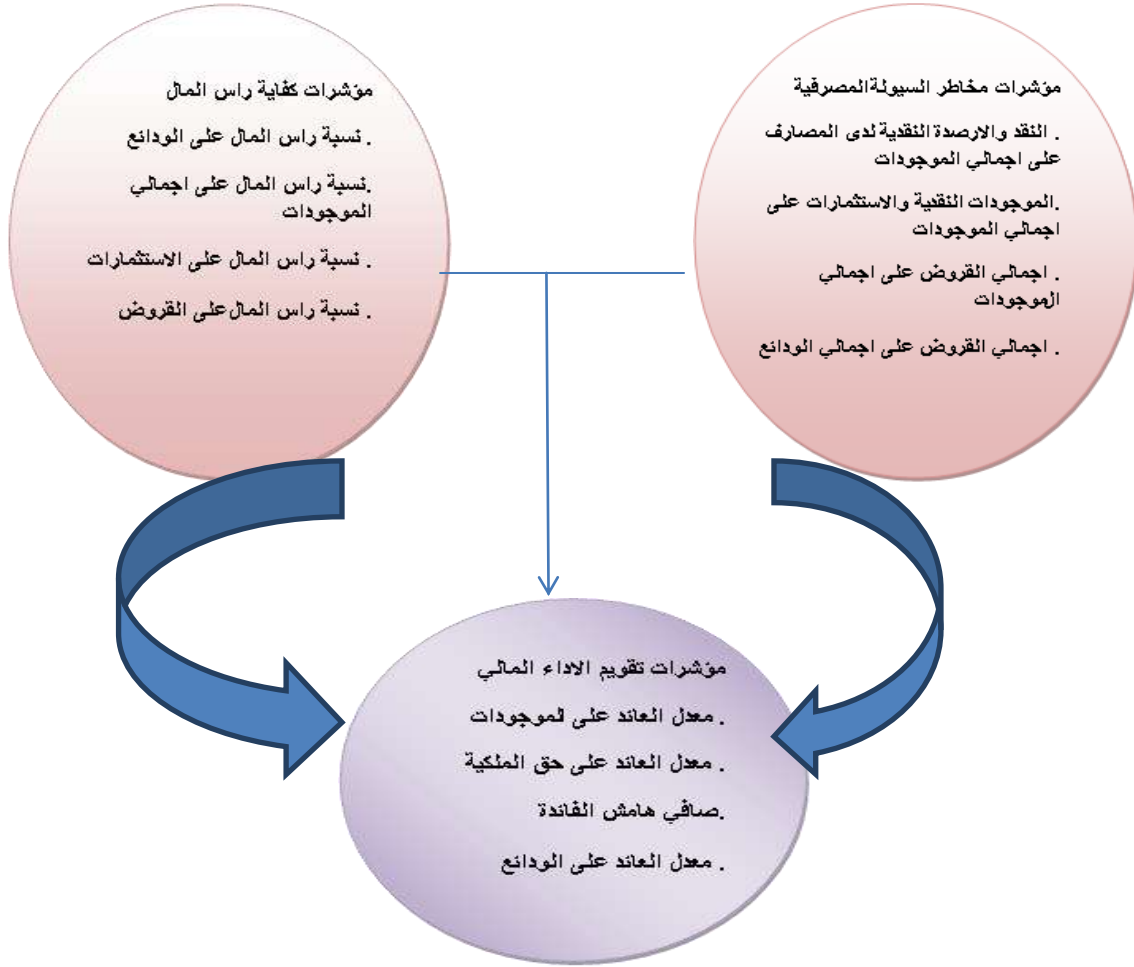 مؤشرات مخاطر السيولة المصرفية
. النقد والارصدة النقدية لدى المصارف
على اجمالي الموجودات
.الموجودات النقدية والاستثمارات على
اجمالي الموجودات
. اجمالي القروض على اجمالي
الموجودات
. اجمالي القروض على اجمالي الودائع
مؤشرات كفاية راس المال
. نسبة راس المال على الودائع
.نسبة راس المال على اجمالي
الموجودات
. نسبة راس المال على الاستثمارات
. نسبة راس المال على القروض
مؤشرات تقويم الاداء المالي
. معدل العائد على الموجودات
. معدل العائد على حق الملكية
.صافي هامش الفائدة
. معدل العائد على الودائع